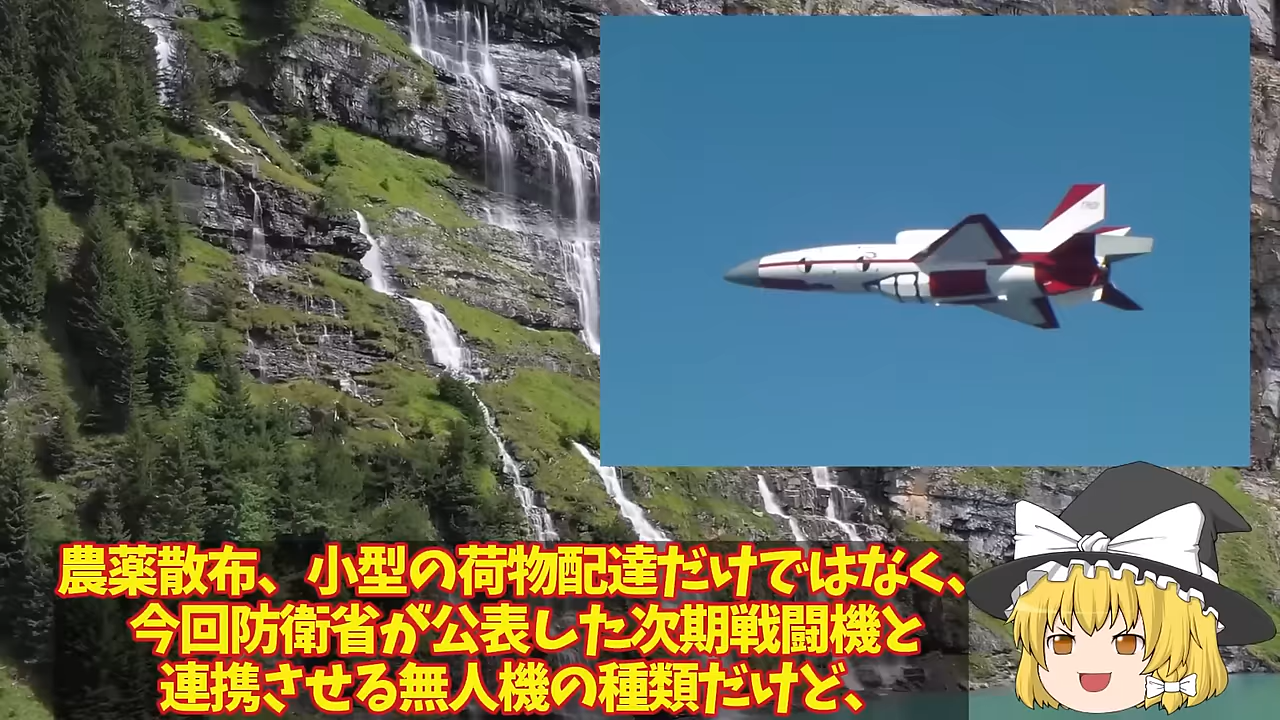 農薬散布、小型の荷物配達だけではなく、
今回防衛省が公表した次期戦闘機と
連携させる無人機の種類だけど、